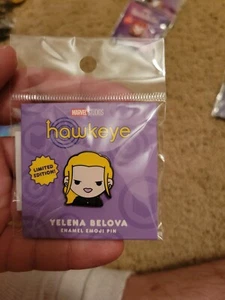 MARVEL STUDIOS
hawkeye
LIMITED
EDITION!
YELENA BELOVA
ENAMEL EMOJI PIN